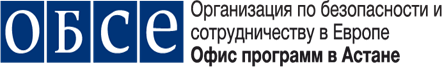 ОБСЕ
Организация по безопасности и
сотрудничеству в Европе
Офис программ в Астане